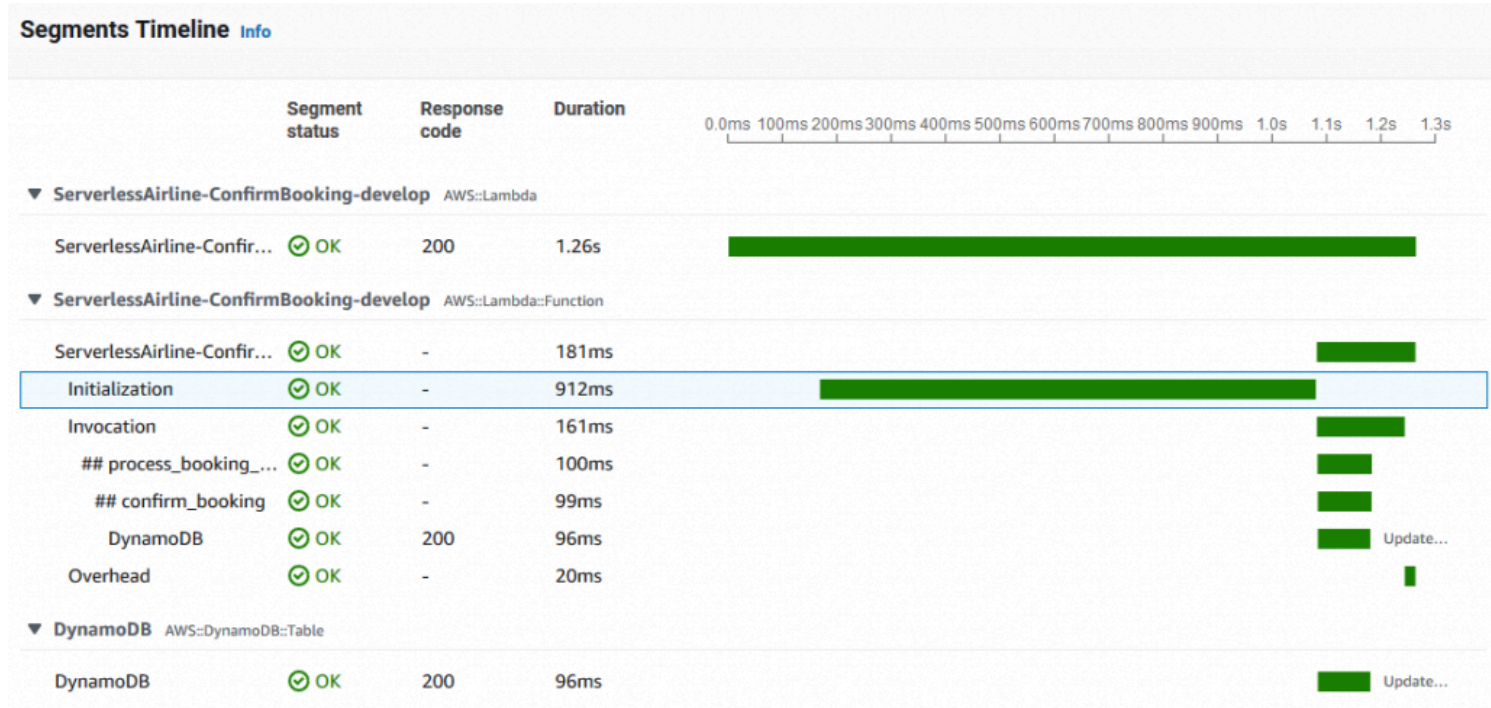 Segments Timeline Info
Segment status Response code Duration
0.0ms 100ms 200ms 300ms 400ms 500ms 600ms 700ms 800ms 900ms 1.0s 1.1s 1.2s 1.3s
▼ ServerlessAirline-ConfirmBooking-develop AWS::Lambda
ServerlessAirline-Confir... OK 200 1.26s
▼ ServerlessAirline-ConfirmBooking-develop AWS::Lambda::Function
ServerlessAirline-Confir... OK - 181ms
Initialization OK - 912ms
Invocation OK - 161ms
## process_booking_... OK - 100ms
## confirm_booking OK - 99ms
DynamoDB OK 200 96ms Update...
Overhead OK - 20ms
▼ DynamoDB AWS::DynamoDB::Table
DynamoDB OK 200 96ms Update...